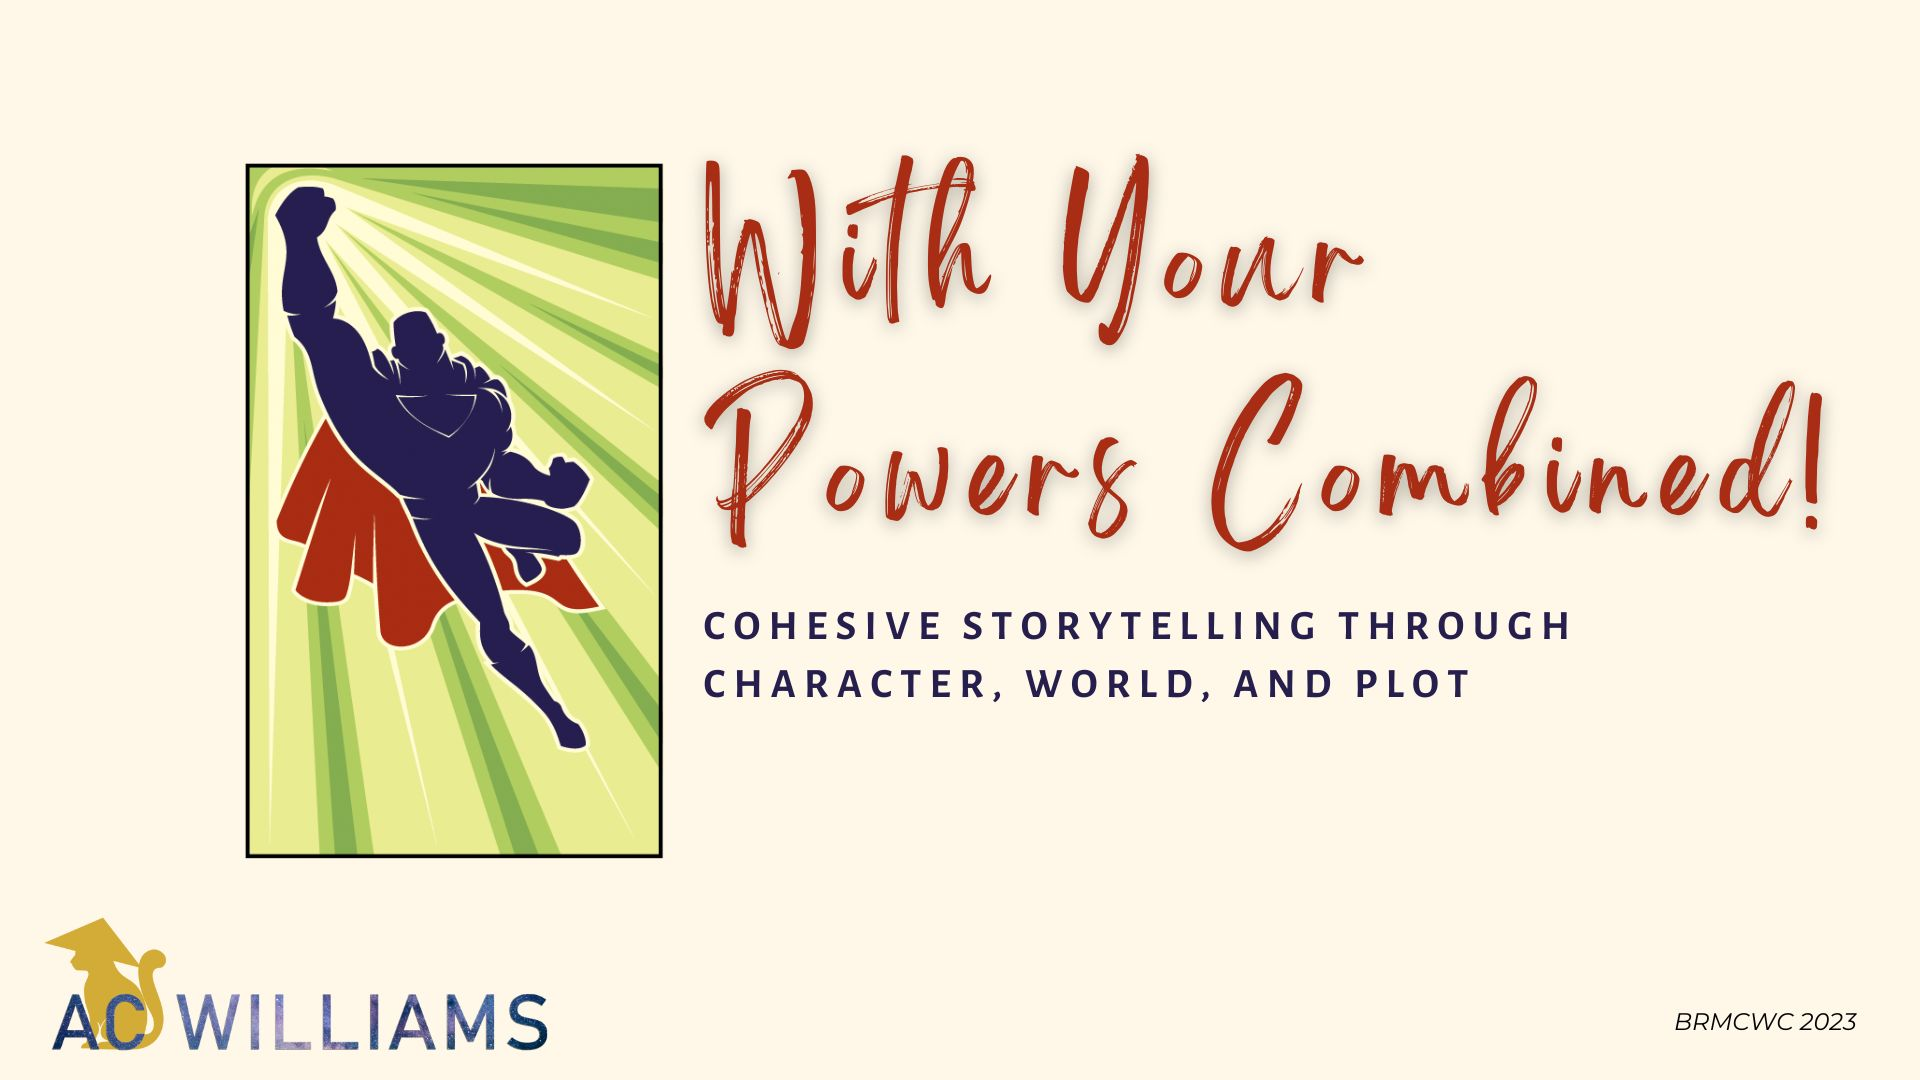 With Your
Powers Combined!
COHESIVE STORYTELLING THROUGH
CHARACTER, WORLD, AND PLOT
AC WILLIAMS
BRMCWC 2023